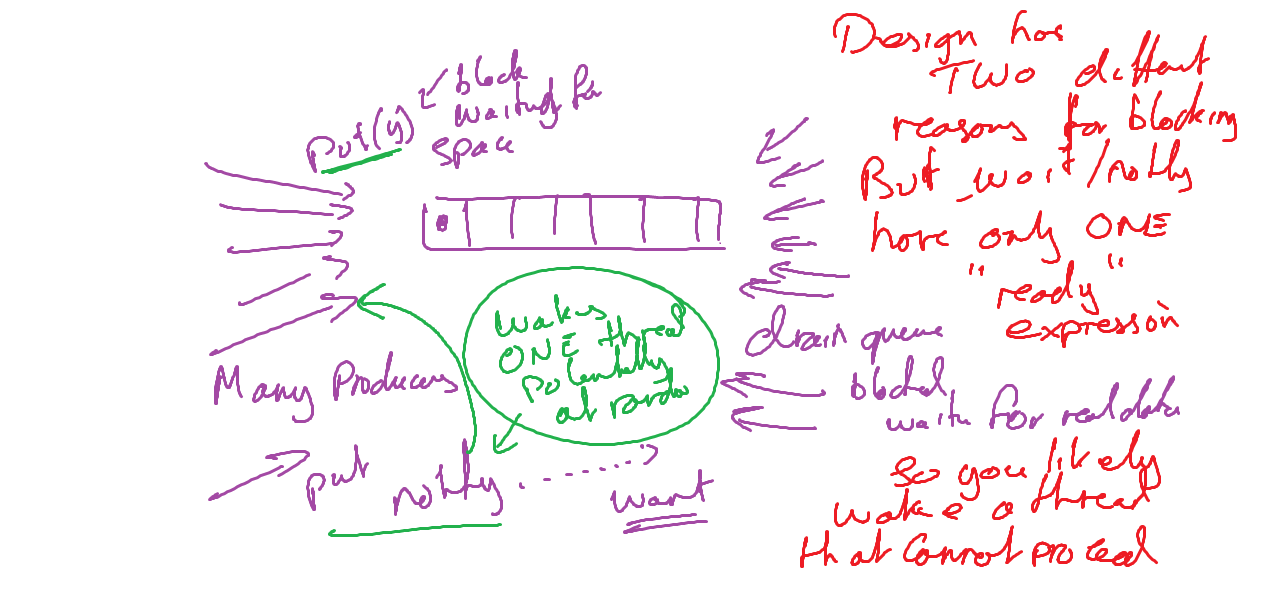 Put(y)
block
waiting for
space
Many Producers
put
notify
want
wakes
ONE thread
Potentially
at random
drain queue
blocked
waiting for real data
Design has
TWO different
reasons for blocking
But wait/notify
have only ONE
"ready"
expression
So you likely
wake a thread
that cannot proceed